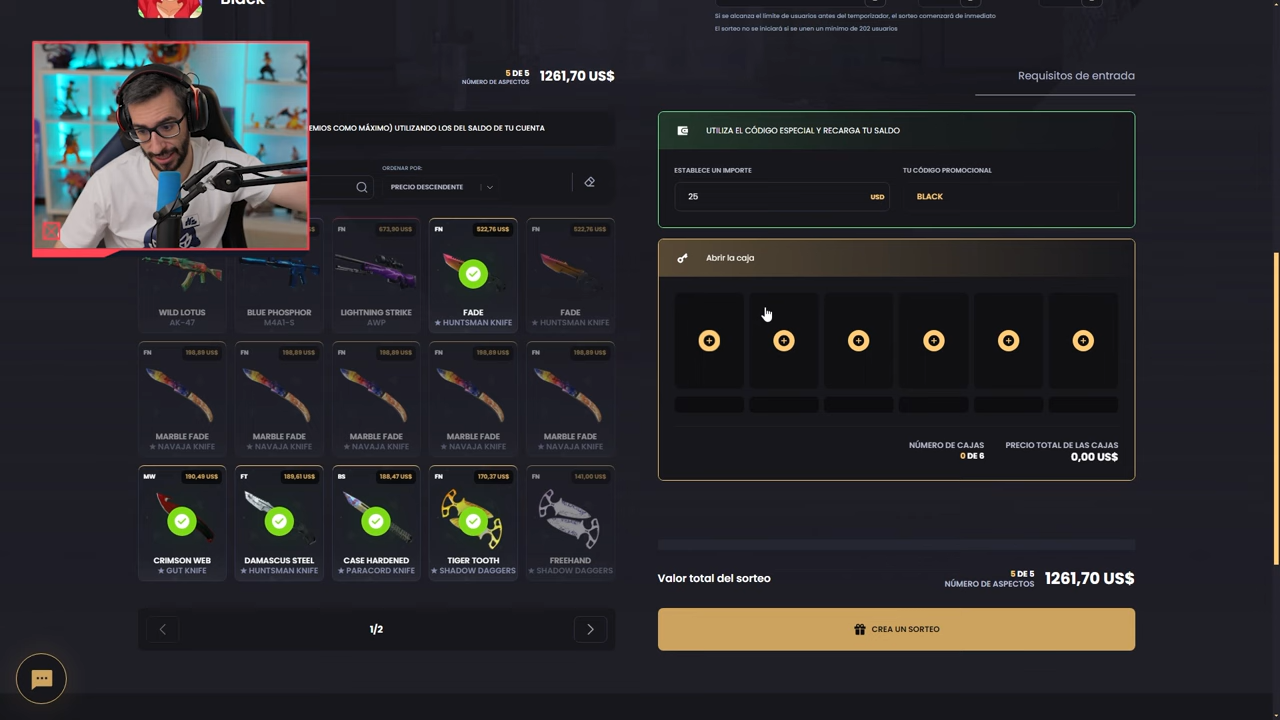 Black
Si se alcanza el límite de usuarios antes del temporizador, el sorteo comenzará de inmediato
El sorteo no se iniciará si se unen un mínimo de 202 usuarios
5 DE 5
NÚMERO DE ASPECTOS
1261,70 US$
Requisitos de entrada
EMIOS COMO MÁXIMO) UTILIZANDO LOS DEL SALDO DE TU CUENTA
ORDENAR POR:
PRECIO DESCENDENTE
UTILIZA EL CÓDIGO ESPECIAL Y RECARGA TU SALDO
ESTABLECE UN IMPORTE
TU CÓDIGO PROMOCIONAL
25
USD
BLACK
WILD LOTUS
AK-47
BLUE PHOSPHOR
M4A1-S
FN 673,90 US$
LIGHTNING STRIKE
AWP
FN 522,76 US$
FADE
★ HUNTSMAN KNIFE
FN 522,76 US$
FADE
★ HUNTSMAN KNIFE
FN 198,89 US$
MARBLE FADE
★ NAVAJA KNIFE
FN 198,89 US$
MARBLE FADE
★ NAVAJA KNIFE
FN 198,89 US$
MARBLE FADE
★ NAVAJA KNIFE
FN 198,89 US$
MARBLE FADE
★ NAVAJA KNIFE
FN 198,89 US$
MARBLE FADE
★ NAVAJA KNIFE
MW 190,49 US$
CRIMSON WEB
★ GUT KNIFE
FT 189,61 US$
DAMASCUS STEEL
★ HUNTSMAN KNIFE
BS 188,47 US$
CASE HARDENED
★ PARACORD KNIFE
FN 170,37 US$
TIGER TOOTH
★ SHADOW DAGGERS
FN 141,00 US$
FREEHAND
★ SHADOW DAGGERS
1/2
Abrir la caja
NÚMERO DE CAJAS
0 DE 6
PRECIO TOTAL DE LAS CAJAS
0,00 US$
Valor total del sorteo
5 DE 5
NÚMERO DE ASPECTOS
1261,70 US$
CREA UN SORTEO